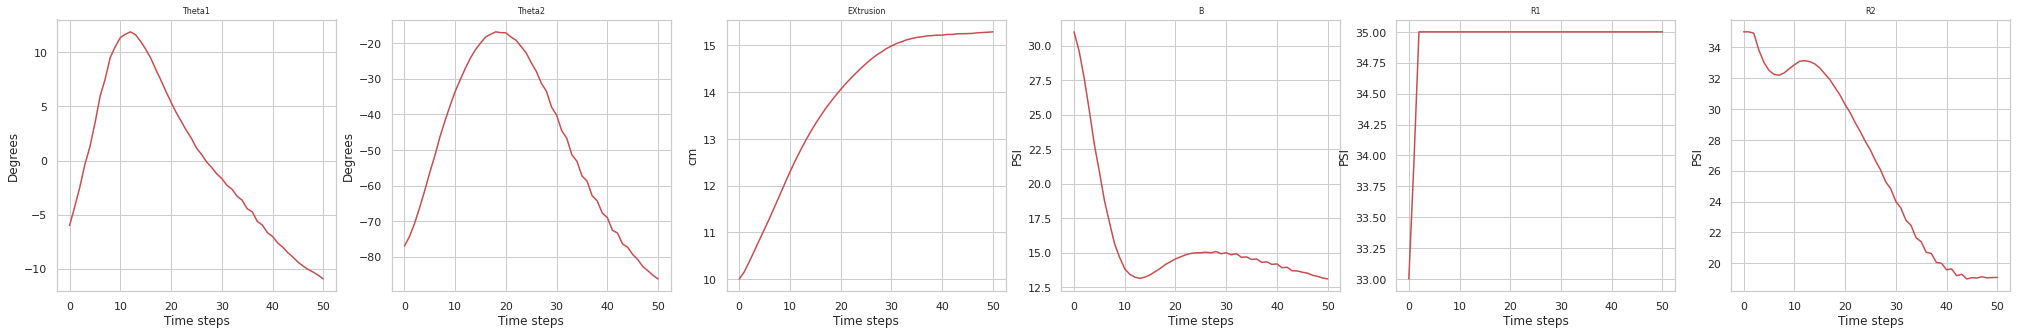 Theta1
Degrees
10
5
0
−5
−10
0 10 20 30 40 50
Time steps
Theta2
Degrees
−20
−30
−40
−50
−60
−70
−80
0 10 20 30 40 50
Time steps
EXtrusion
cm
15
14
13
12
11
10
0 10 20 30 40 50
Time steps
B
PSI
30.0
27.5
25.0
22.5
20.0
17.5
15.0
12.5
0 10 20 30 40 50
Time steps
R1
PSI
35.00
34.75
34.50
34.25
34.00
33.75
33.50
33.25
33.00
0 10 20 30 40 50
Time steps
R2
PSI
34
32
30
28
26
24
22
20
0 10 20 30 40 50
Time steps